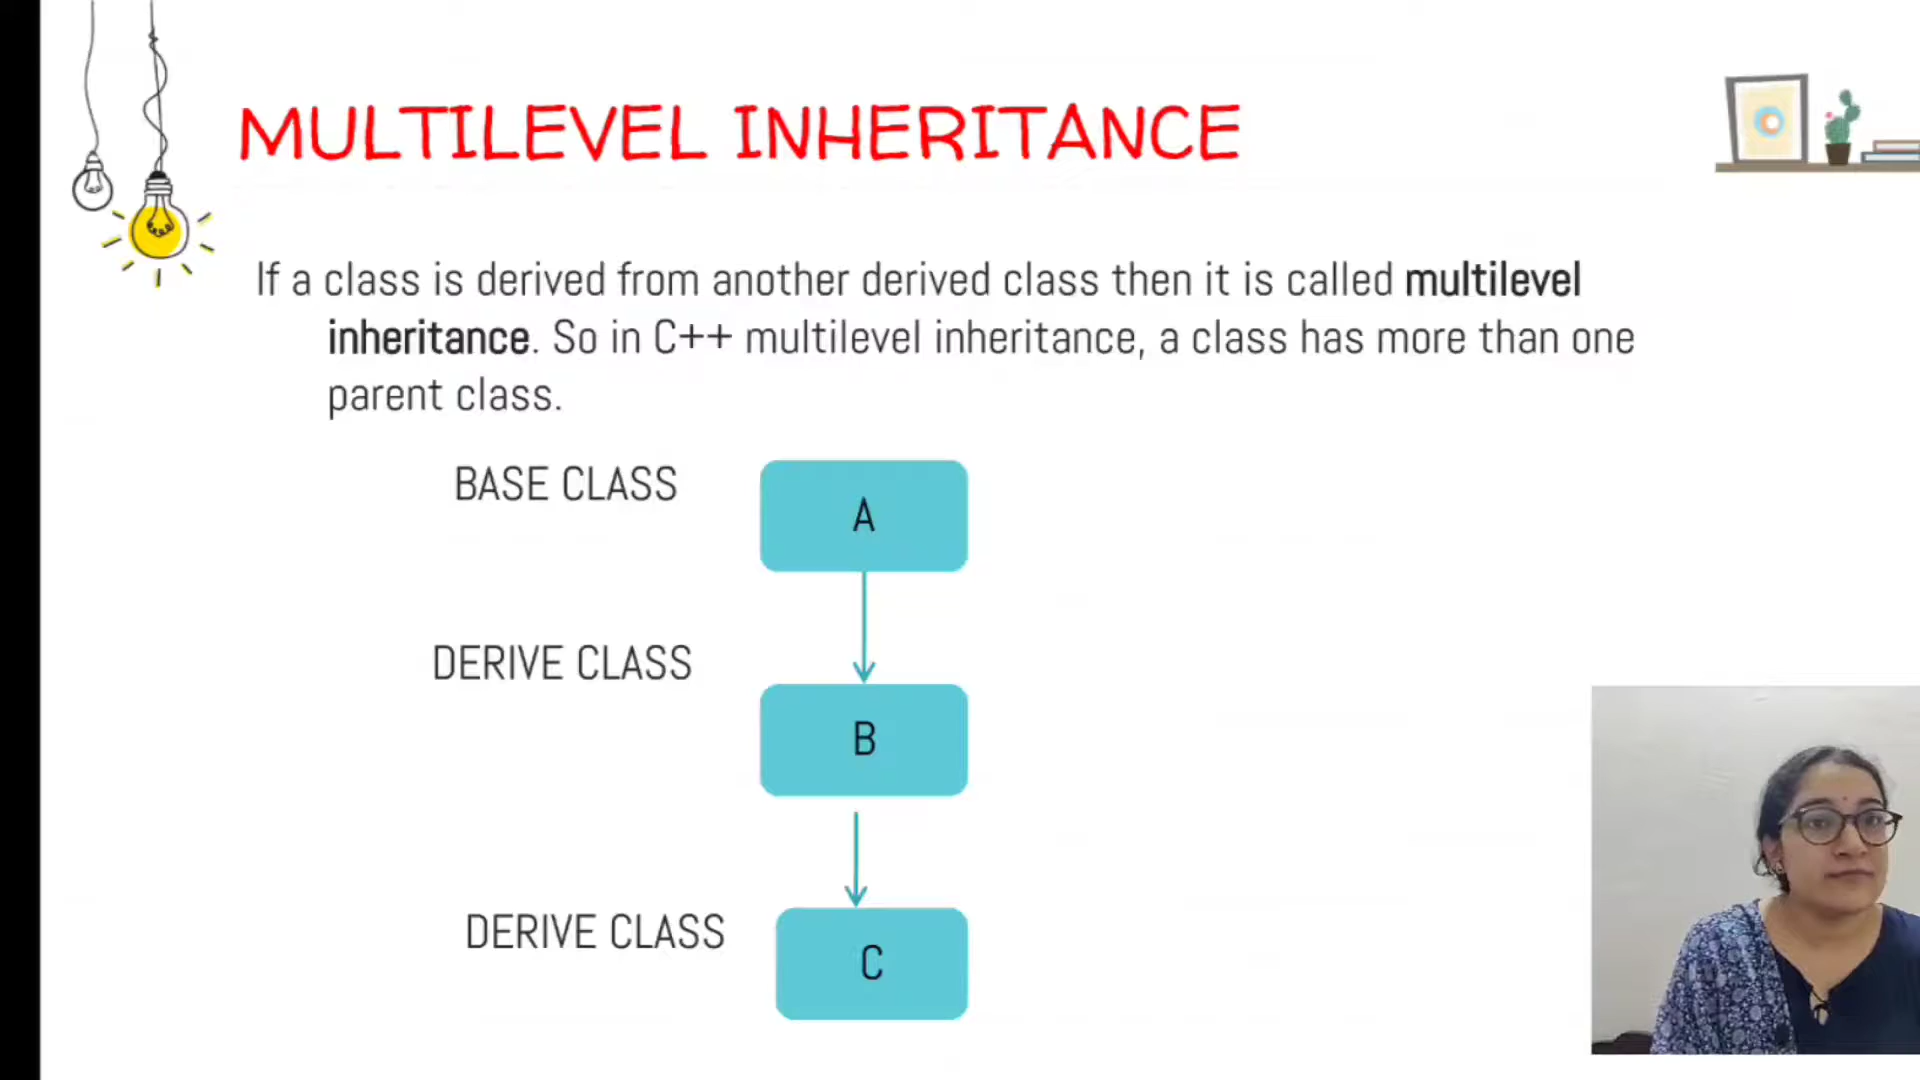 MULTILEVEL INHERITANCE
If a class is derived from another derived class then it is called multilevel
inheritance. So in C++ multilevel inheritance, a class has more than one
parent class.
BASE CLASS
A
DERIVE CLASS
B
DERIVE CLASS
C